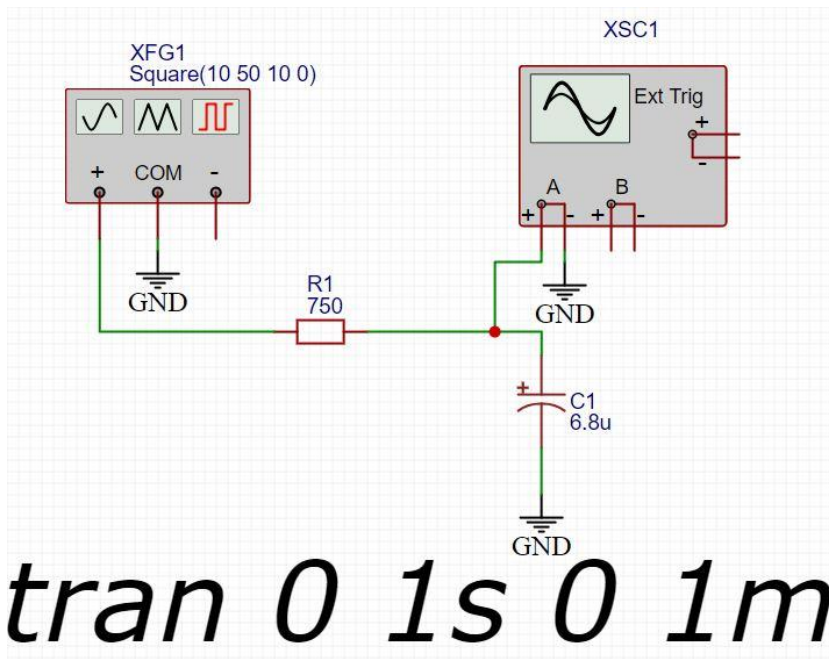 XFG1
Square(10 50 10 0)
+ COM -
GND
XSC1
Ext Trig
+
-
A B
+ - + -
GND
R1
750
+
C1
6.8u
GND
tran 0 1s 0 1m